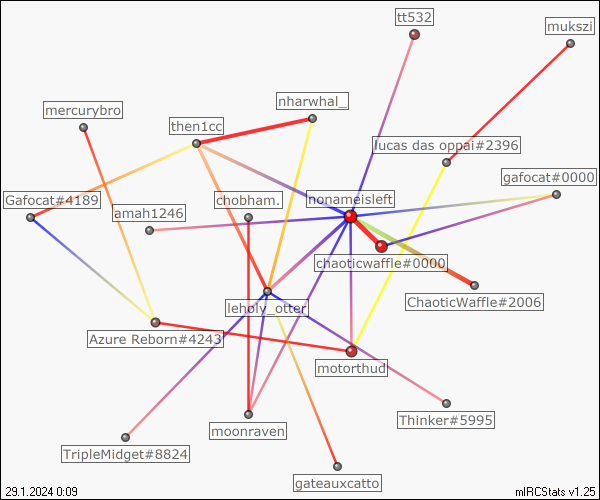 tt532
mukszi
nharwhal_
mercurybro
then1cc
lucas das oppai#2396
gafocat#0000
Gafocat#4189
chobham.
nonameisleft
amah1246
chaoticwaffle#0000
ChaoticWaffle#2006
leholy_otter
Azure Reborn#4243
motorthud
Thinker#5995
moonraven
TripleMidget#8824
gateauxcatto
29.1.2024 0:09
mIRCStats v1.25